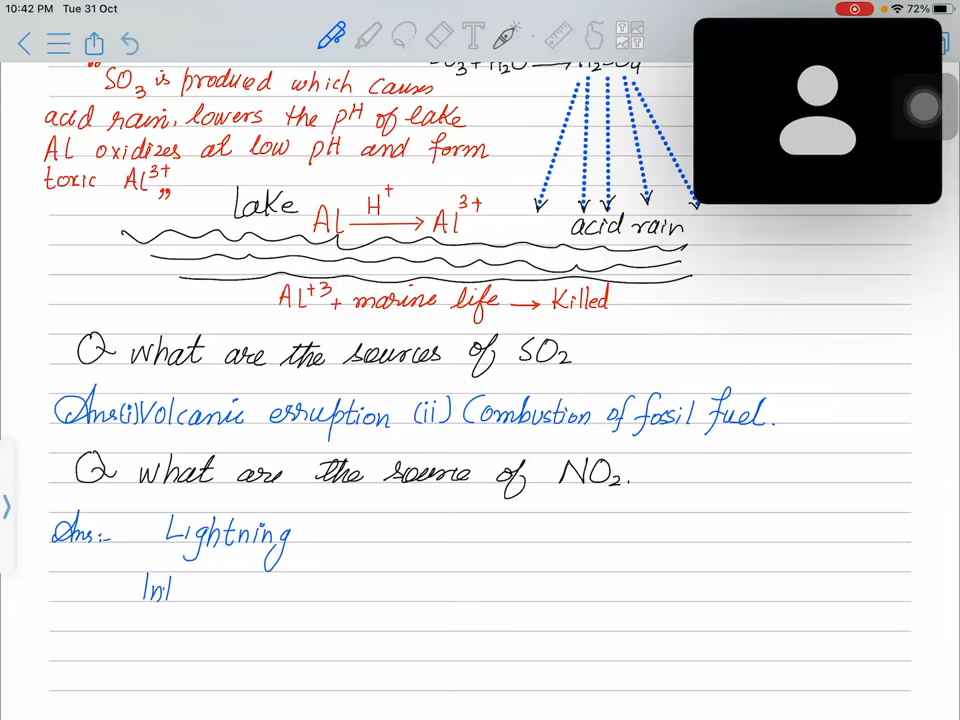 10:42 PM Tue 31 Oct
72%
"SO3 is produced which causes
acid rain, lowers the pH of lake
Al oxidizes at low pH and form
toxic Al3+"
Lake
Al H+ → Al3+
acid rain
Al+3 + marine life → Killed
Q what are the sources of SO2
Ans(i) Volcanic erruption (ii) Combustion of fossil fuel.
Q what are the source of NO2.
Ans:- Lightning